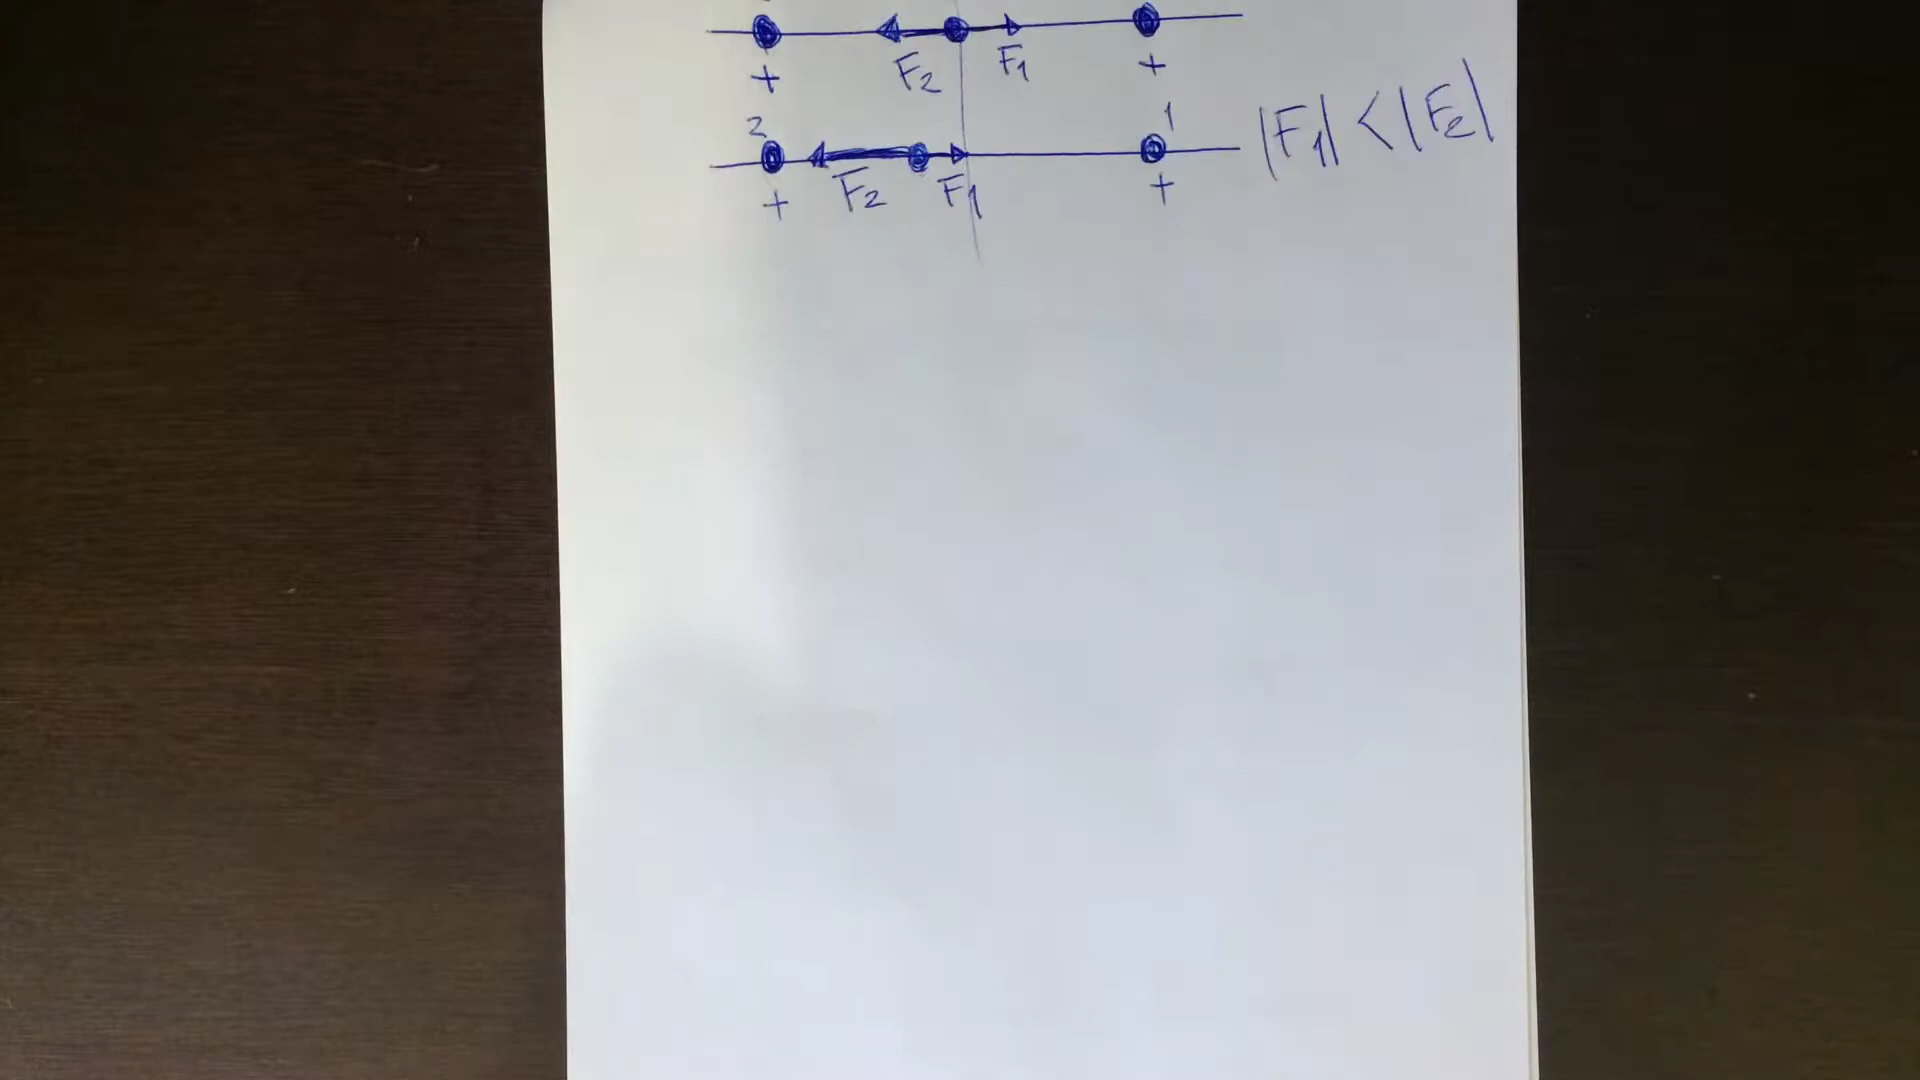 F2 F1
+ +
2 1
|F1| < |F2|
F2 F1
+ +